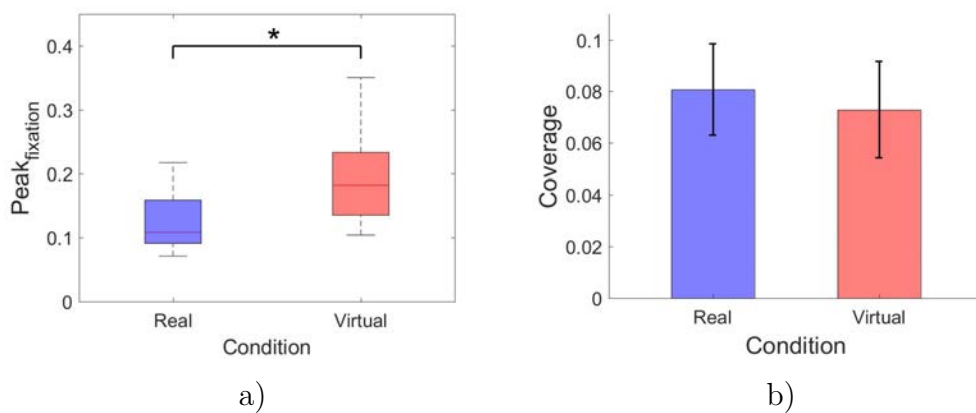 0.4
0.3
0.2
0.1
0
Peak_fixation
*
Real
Virtual
Condition
a)
0.1
0.08
0.06
0.04
0.02
0
Coverage
Real
Virtual
Condition
b)